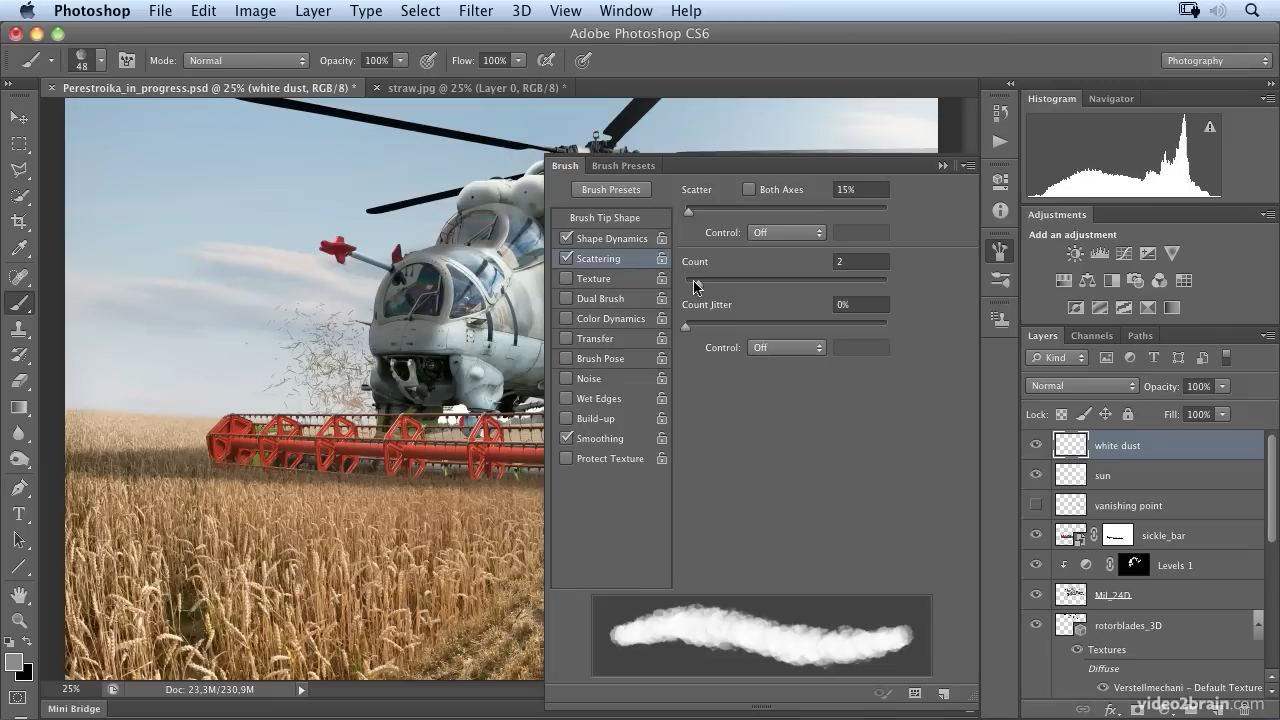 Photoshop File Edit Image Layer Type Select Filter 3D View Window Help
Adobe Photoshop CS6
48 Mode: Normal Opacity: 100% Flow: 100% Photography
Perestroika_in_progress.psd @ 25% (white dust, RGB/8) * straw.jpg @ 25% (Layer 0, RGB/8) *
Histogram Navigator
Brush Brush Presets
Brush Presets
Scatter Both Axes 15%
Brush Tip Shape
Shape Dynamics
Control: Off
Scattering
Count 2
Texture
Dual Brush
Count Jitter 0%
Color Dynamics
Transfer
Control: Off
Brush Pose
Noise
Wet Edges
Build-up
Smoothing
Protect Texture
Adjustments
Add an adjustment
Layers Channels Paths
Kind
Normal Opacity: 100%
Lock: Fill: 100%
white dust
sun
vanishing point
sickle_bar
Levels 1
Mil_24D
rotorblades_3D
Textures
Diffuse
Verstellmechani - Default Texture
25% Doc: 23,3M/230,9M
Mini Bridge
video2brain.com